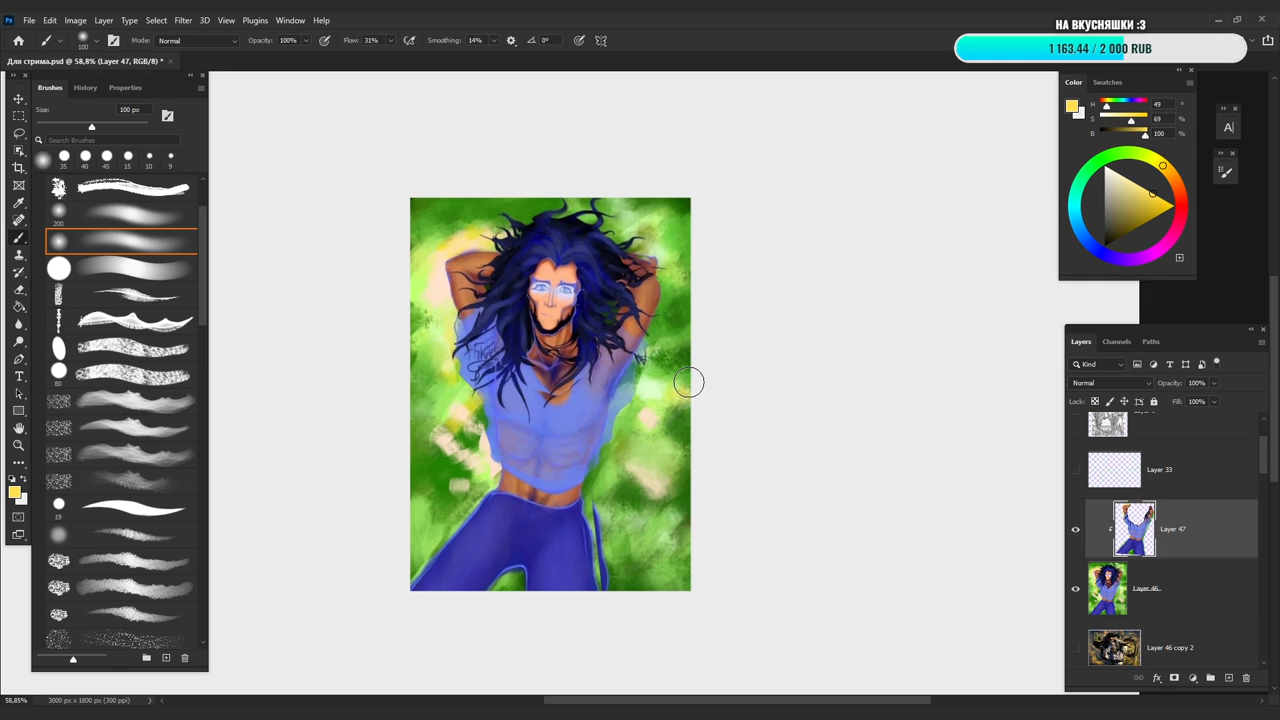 НА ВКУСНЯШКИ :3
1 163.44 / 2 000 RUB
Ps File Edit Image Layer Type Select Filter 3D View Plugins Window Help
100 Mode: Normal Opacity: 100% Flow: 31% Smoothing: 14% 0°
Для стрима.psd @ 58,8% (Layer 47, RGB/8) *
Brushes History Properties
Size: 100 px
Search Brushes
35 40 45 15 10 9
200
80
19
Color Swatches
H 49 °
S 69 %
B 100 %
A
Layers Channels Paths
Kind
Normal Opacity: 100%
Lock: Fill: 100%
Layer 33
Layer 47
Layer 46
Layer 46 copy 2
58,85% 3000 px x 1800 px (300 ppi)